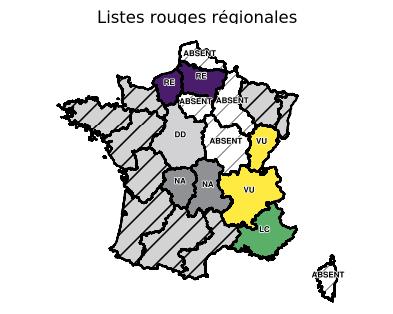 Listes rouges régionales
ABSENT
RE
RE
ABSENT
ABSENT
DD
ABSENT
VU
NA
NA
VU
LC
ABSENT